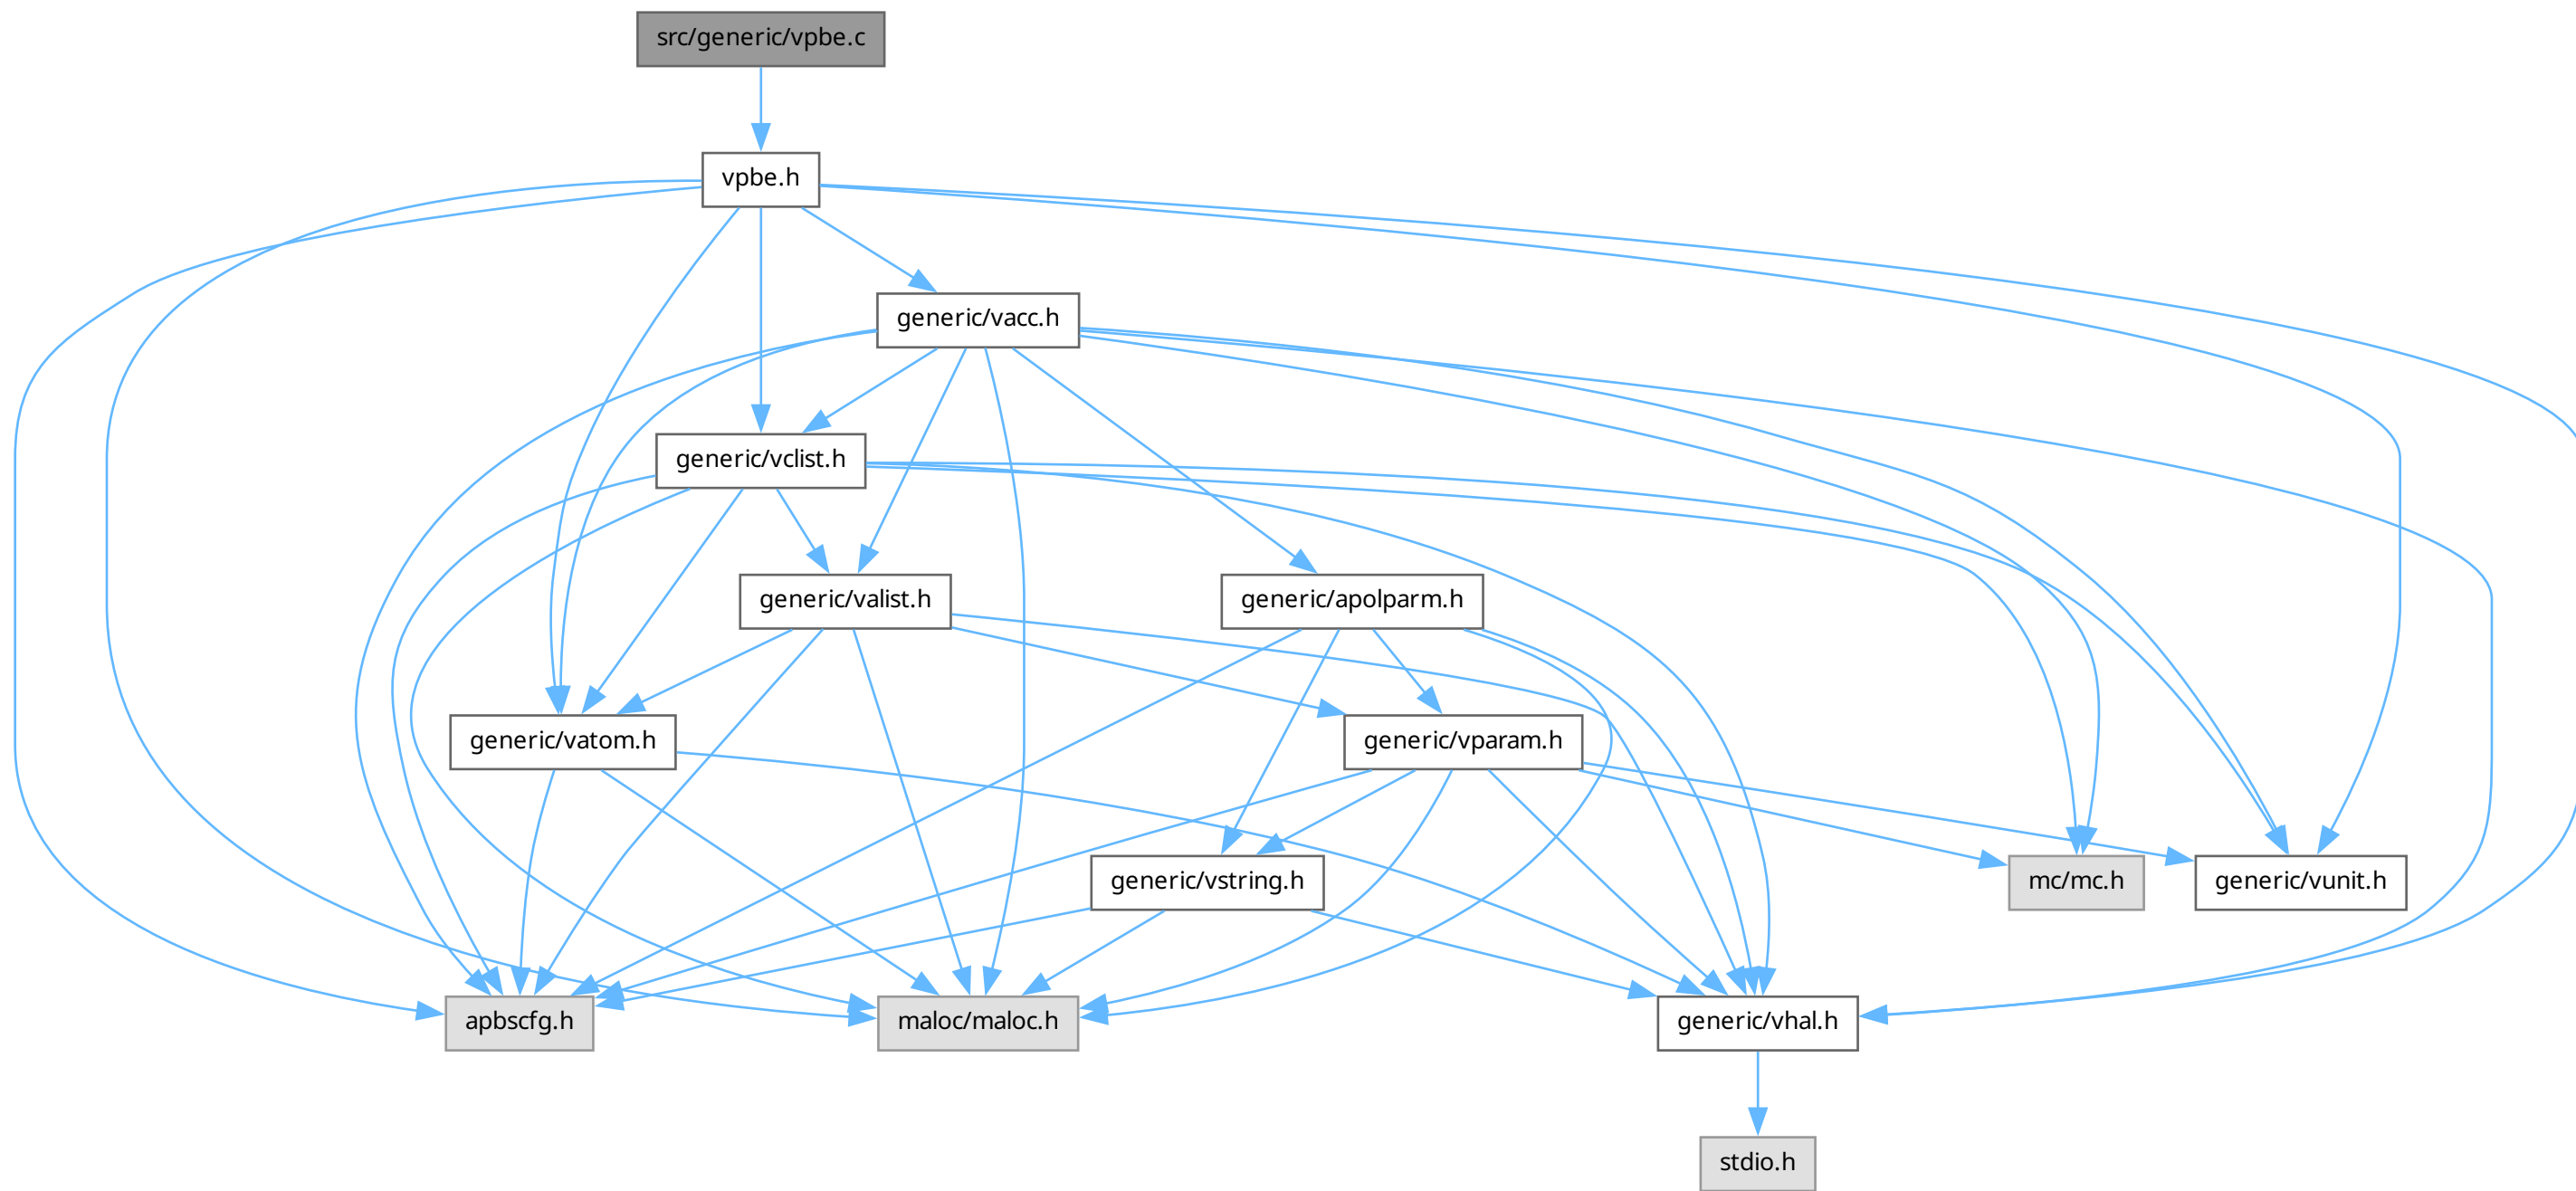 src/generic/vpbe.c
vpbe.h
generic/vacc.h
generic/vclist.h
generic/valist.h
generic/apolparm.h
generic/vatom.h
generic/vparam.h
generic/vstring.h
mc/mc.h
generic/vunit.h
apbscfg.h
maloc/maloc.h
generic/vhal.h
stdio.h